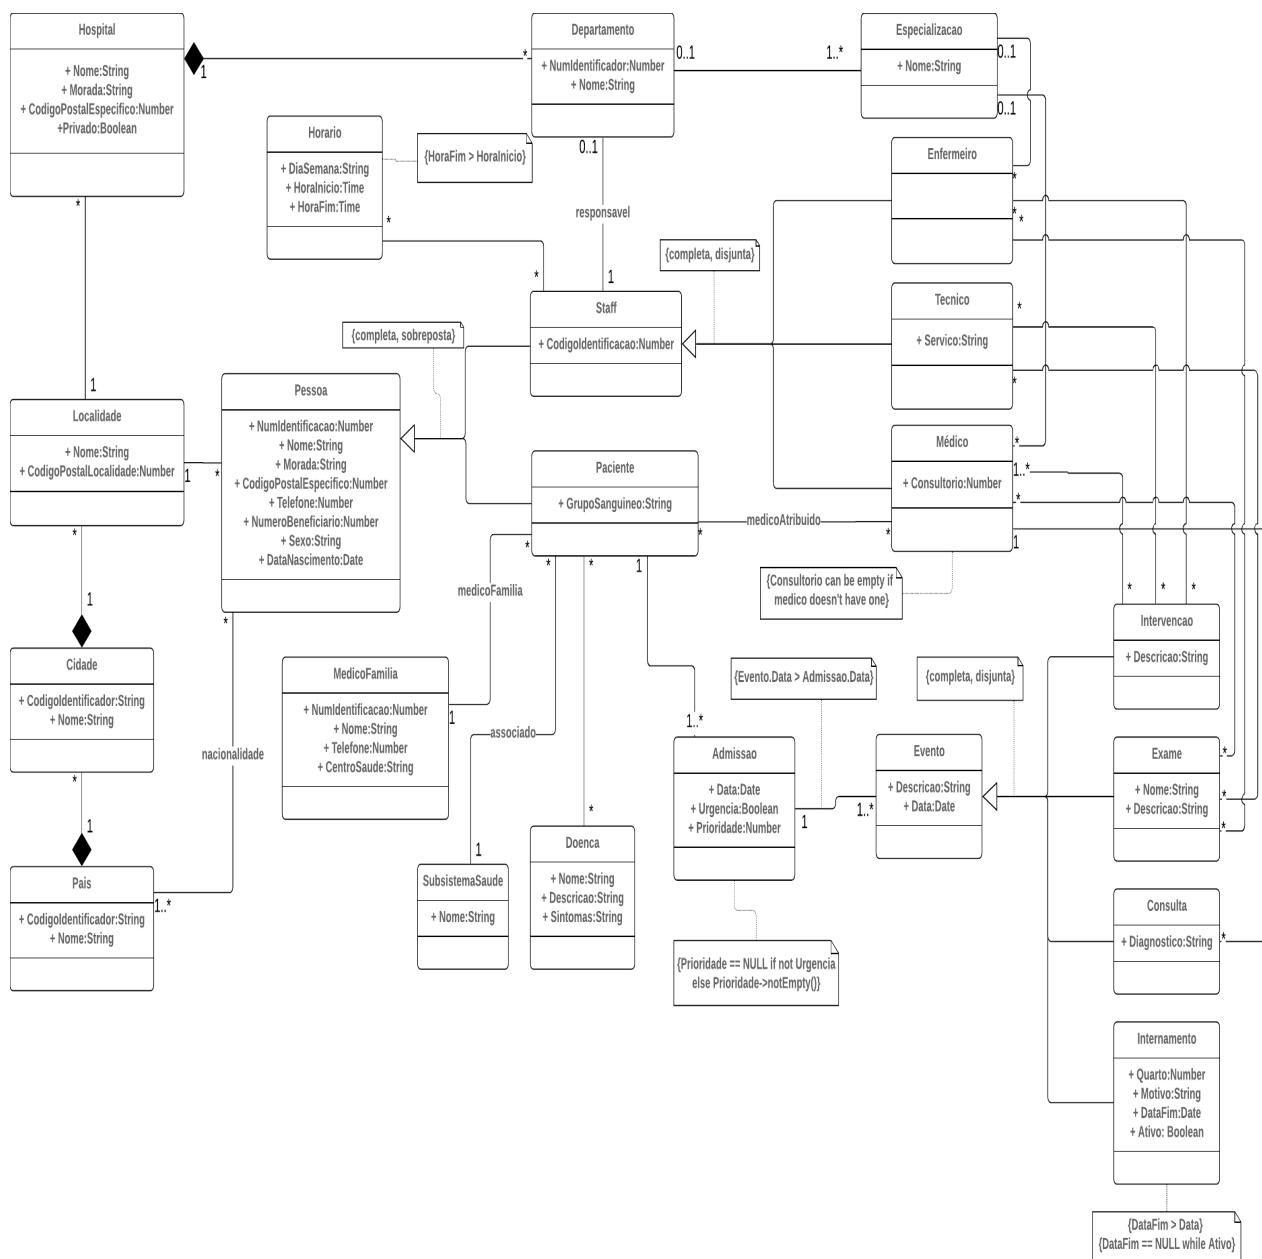 Hospital
+ Nome:String
+ Morada:String
+ CodigoPostalEspecifico:Number
+Privado:Boolean
1
*
Departamento
+ NumIdentificador:Number
+ Nome:String
0..1
1..*
Especializacao
+ Nome:String
0..1
0..1
Horario
+ DiaSemana:String
+ HoraInicio:Time
+ HoraFim:Time
{HoraFim > HoraInicio}
*
*
0..1
responsavel
1
Enfermeiro
*
*
*
{completa, disjunta}
Staff
+ CodigoIdentificacao:Number
Tecnico
+ Servico:String
*
*
{completa, sobreposta}
*
1
Localidade
+ Nome:String
+ CodigoPostalLocalidade:Number
1
*
Pessoa
+ NumIdentificacao:Number
+ Nome:String
+ Morada:String
+ CodigoPostalEspecifico:Number
+ Telefone:Number
+ NumeroBeneficiario:Number
+ Sexo:String
+ DataNascimento:Date
*
Paciente
+ GrupoSanguineo:String
*
medicoAtribuido
*
Médico
+ Consultorio:Number
*
1..*
*
1
{Consultorio can be empty if
medico doesn't have one}
*
*
*
1
medicoFamilia
*
1
*
*
*
Intervencao
+ Descricao:String
Cidade
+ CodigoIdentificador:String
+ Nome:String
MedicoFamilia
+ NumIdentificacao:Number
+ Nome:String
+ Telefone:Number
+ CentroSaude:String
1
associado
nacionalidade
{Evento.Data > Admissao.Data}
{completa, disjunta}
1..*
Admissao
+ Data:Date
+ Urgencia:Boolean
+ Prioridade:Number
1
1..*
Evento
+ Descricao:String
+ Data:Date
Exame
+ Nome:String
+ Descricao:String
*
*
*
*
1
Pais
+ CodigoIdentificador:String
+ Nome:String
1..*
1
SubsistemaSaude
+ Nome:String
*
Doenca
+ Nome:String
+ Descricao:String
+ Sintomas:String
{Prioridade == NULL if not Urgencia
else Prioridade->notEmpty()}
Consulta
+ Diagnostico:String
*
Internamento
+ Quarto:Number
+ Motivo:String
+ DataFim:Date
+ Ativo: Boolean
{DataFim > Data}
{DataFim == NULL while Ativo}